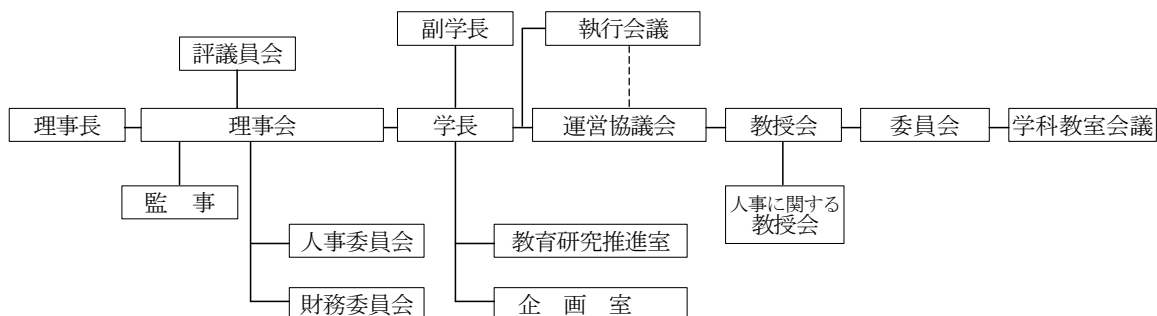 副学長
執行会議
評議員会
理事長
理事会
学長
運営協議会
教授会
委員会
学科教室会議
監 事
人事に関する
教授会
人事委員会
教育研究推進室
財務委員会
企 画 室